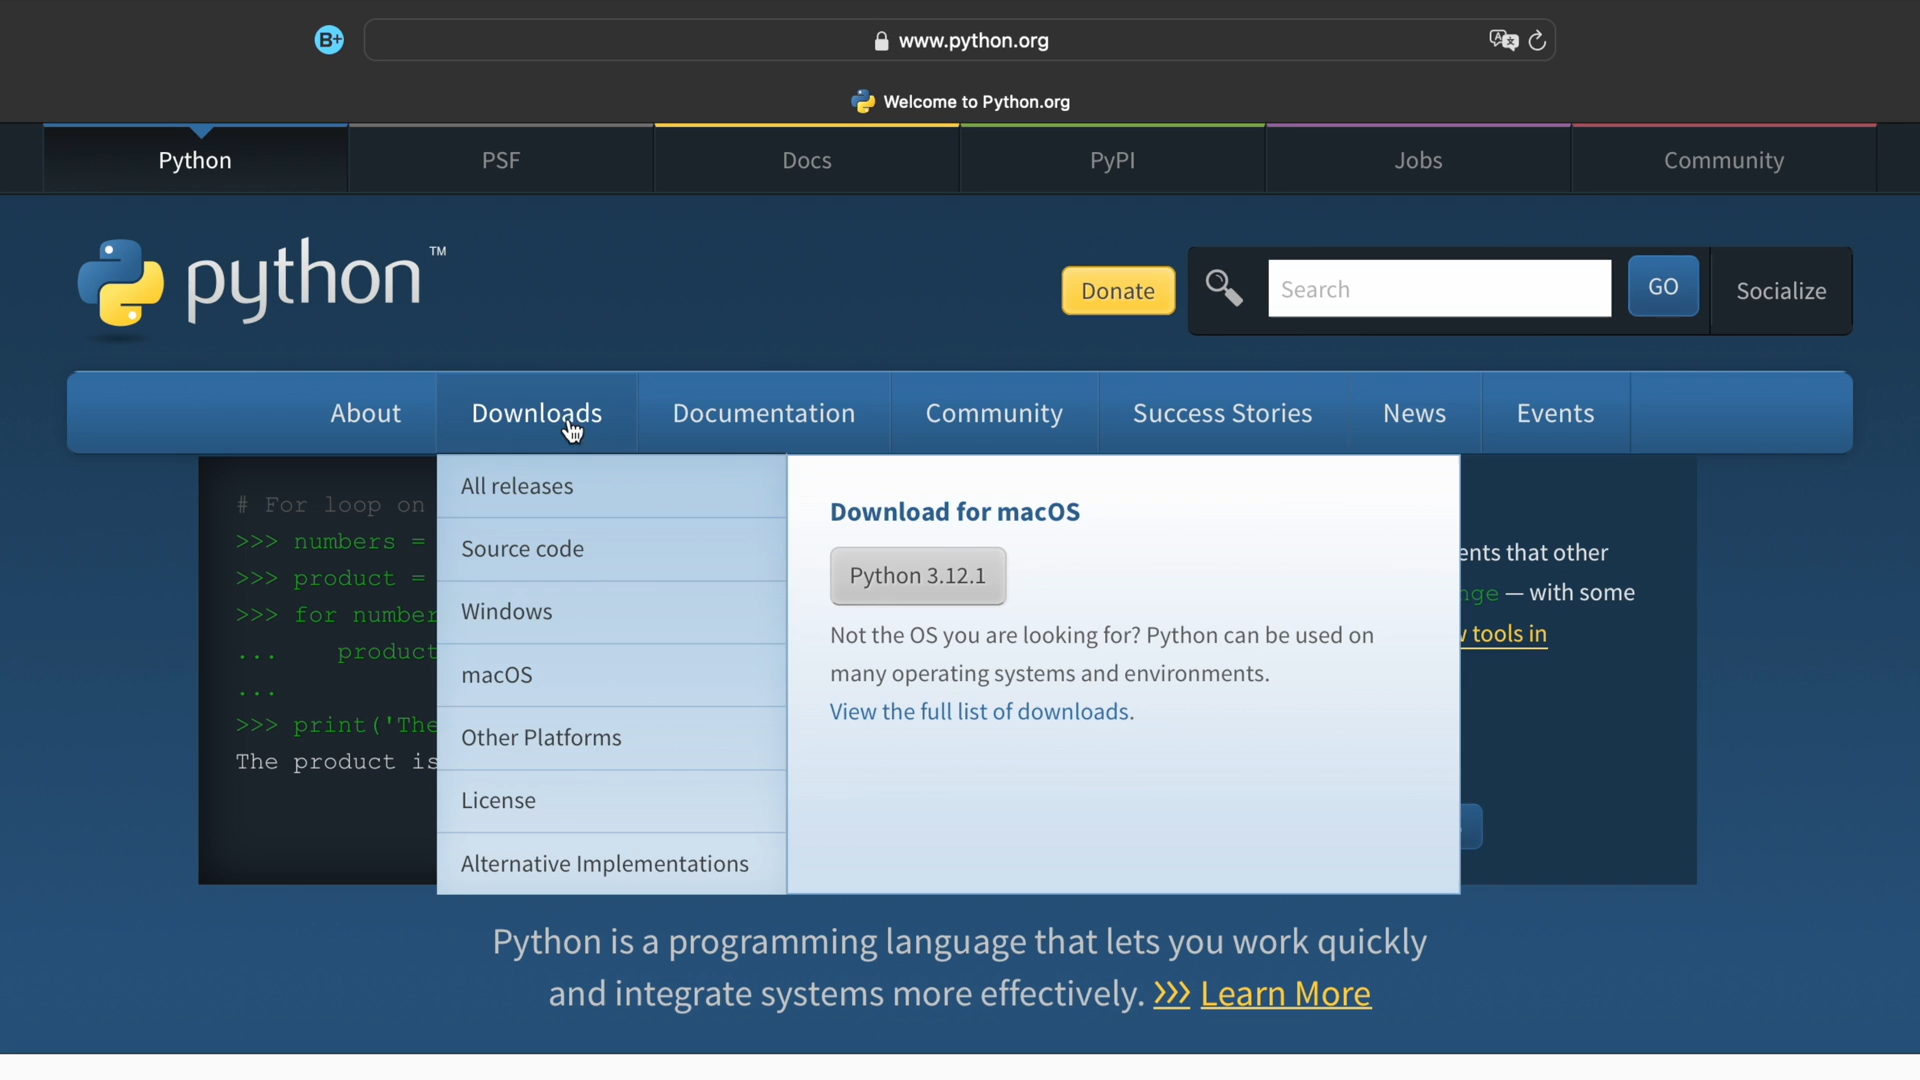 B+
www.python.org
Welcome to Python.org
Python
PSF
Docs
PyPI
Jobs
Community
python™
Donate
Search
GO
Socialize
About
Downloads
Documentation
Community
Success Stories
News
Events
# For loop on
>>> numbers =
>>> product =
>>> for number
... product
...
>>> print('The
The product is
All releases
Source code
Windows
macOS
Other Platforms
License
Alternative Implementations
Download for macOS
Python 3.12.1
Not the OS you are looking for? Python can be used on
many operating systems and environments.
View the full list of downloads.
ents that other
nge — with some
tools in
Python is a programming language that lets you work quickly
and integrate systems more effectively. >>> Learn More